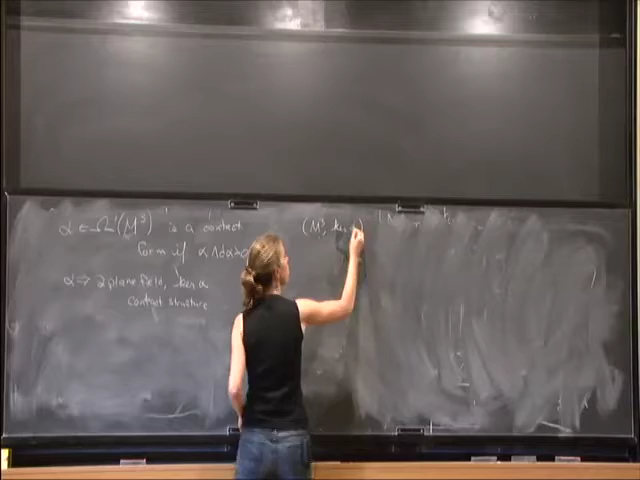 α ∈ Ω¹(M³) is a contact
form if α ∧ dα > 0
α ⇒ 2 plane field, ker α
contact structure
(M³, ker α)